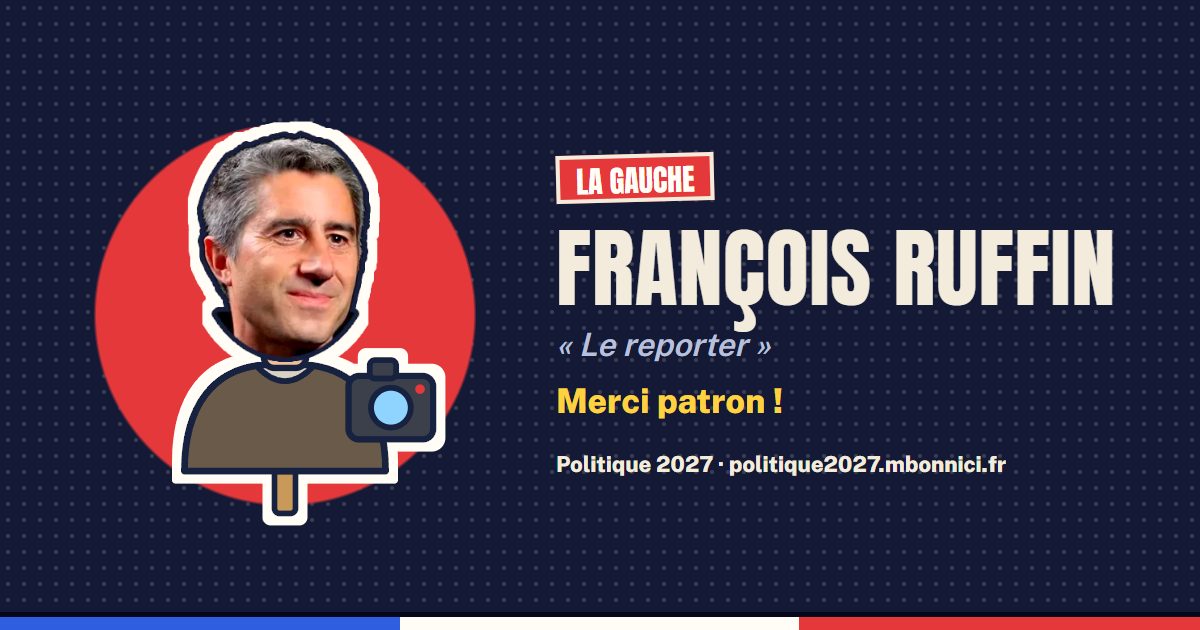 LA GAUCHE
FRANÇOIS RUFFIN
« Le reporter »
Merci patron !
Politique 2027 · politique2027.mbonnici.fr